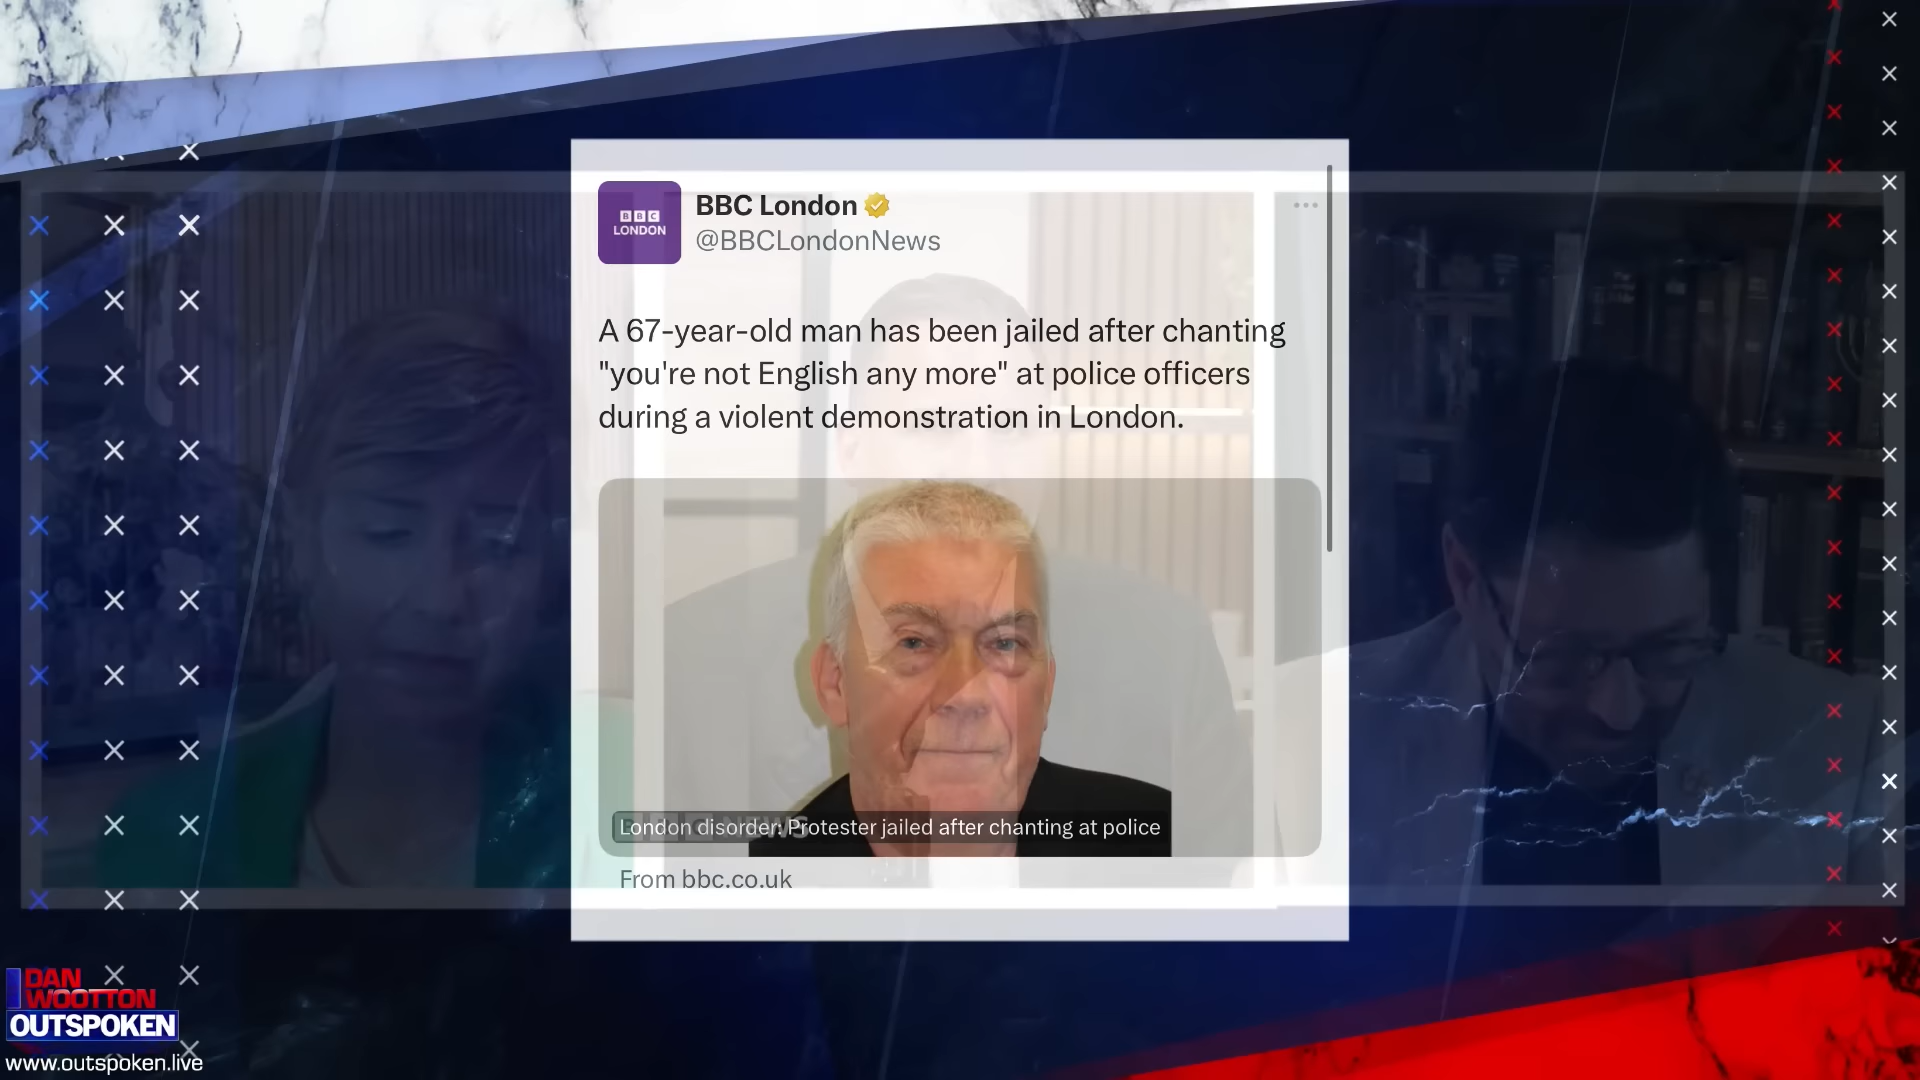 BBC
LONDON
BBC London
@BBCLondonNews
A 67-year-old man has been jailed after chanting
"you're not English any more" at police officers
during a violent demonstration in London.
London disorder: Protester jailed after chanting at police
NEWS
From bbc.co.uk
DAN
WOOTTON
OUTSPOKEN
www.outspoken.live